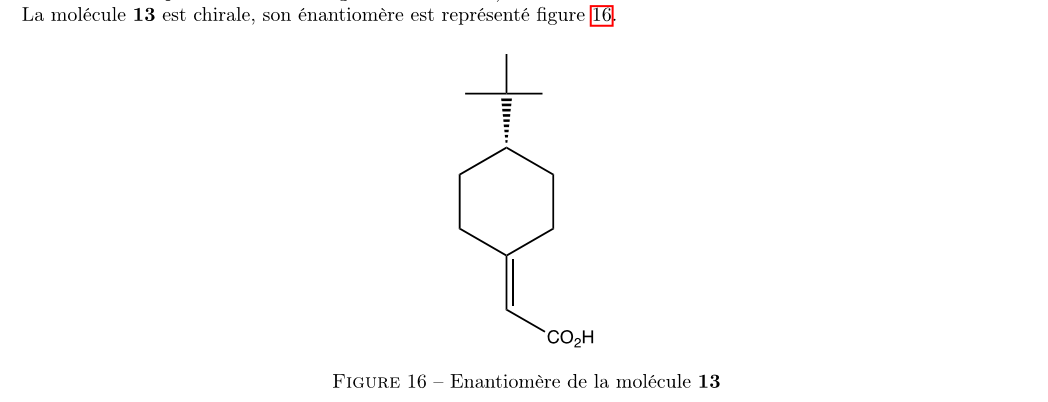 La molécule 13 est chirale, son énantiomère est représenté figure 16.
CO2H
FIGURE 16 – Enantiomère de la molécule 13